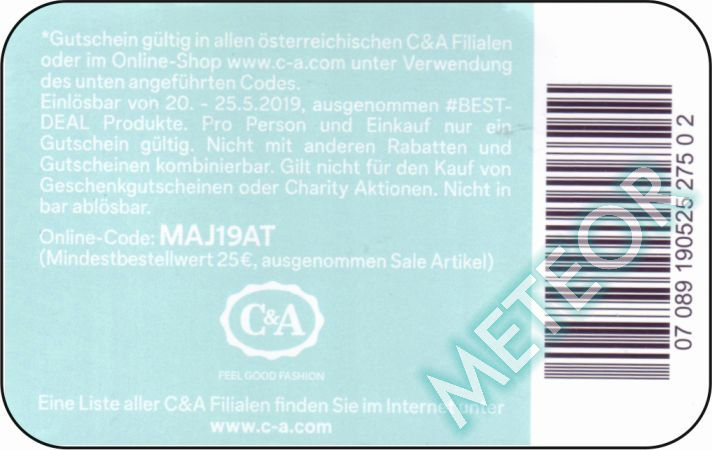 *Gutschein gültig in allen österreichischen C&A Filialen
oder im Online-Shop www.c-a.com unter Verwendung
des unten angeführten Codes.
Einlösbar von 20. - 25.5.2019, ausgenommen #BEST-
DEAL Produkte. Pro Person und Einkauf nur ein
Gutschein gültig. Nicht mit anderen Rabatten und
Gutscheinen kombinierbar. Gilt nicht für den Kauf von
Geschenkgutscheinen oder Charity Aktionen. Nicht in
bar ablösbar.
Online-Code: MAJ19AT
(Mindestbestellwert 25€, ausgenommen Sale Artikel)
C&A
FEEL GOOD FASHION
Eine Liste aller C&A Filialen finden Sie im Internet unter
www.c-a.com
07 089 190525 275 0 2
METEOR